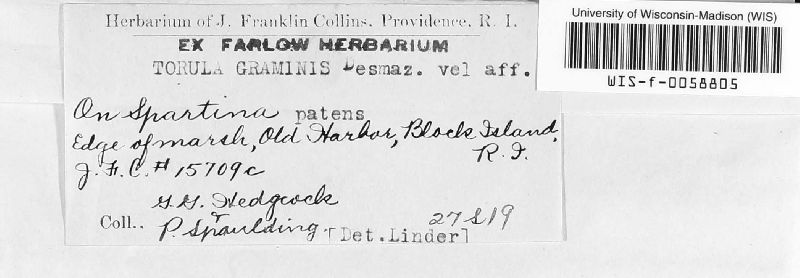 Herbarium of J. Franklin Collins, Providence, R. I.
EX FARLOW HERBARIUM
TORULA GRAMINIS Desmaz. vel aff.
On Spartina patens
Edge of marsh, Old Harbor, Block Island,
R. I.
J. F. C. # 15709c
G. G. Hedgcock
Coll.. P. Spaulding. [Det. Linder]
University of Wisconsin-Madison (WIS)
WIS-f-0058805